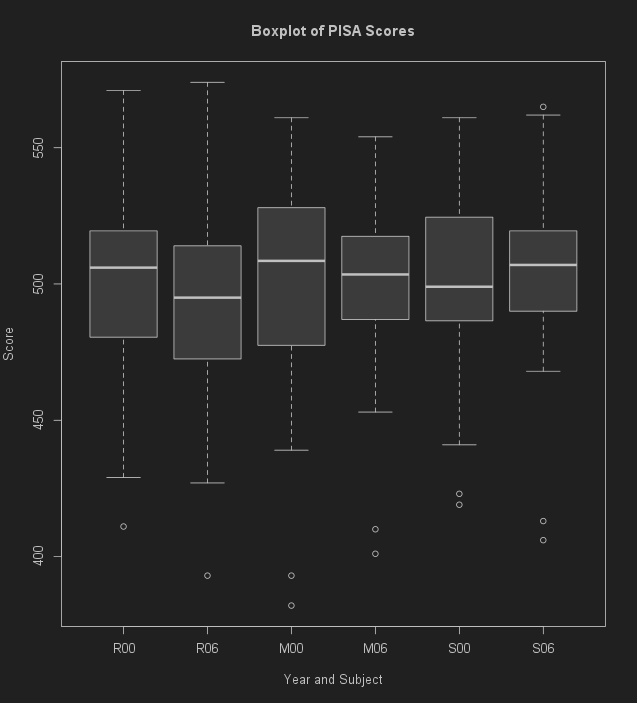 Boxplot of PISA Scores
Score
550
500
450
400
R00 R06 M00 M06 S00 S06
Year and Subject